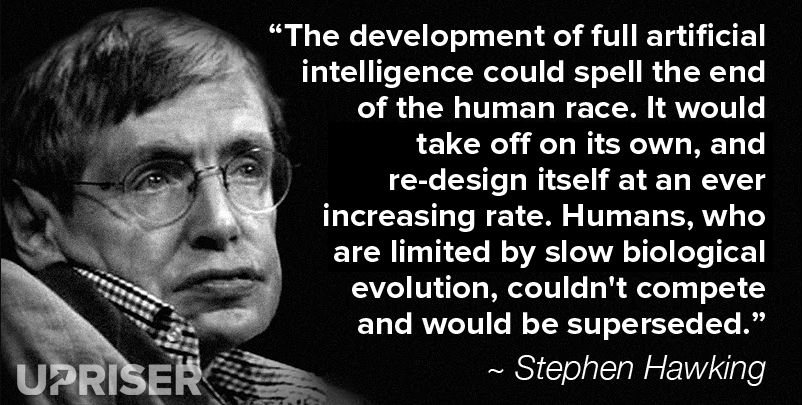 “The development of full artificial
intelligence could spell the end
of the human race. It would
take off on its own, and
re-design itself at an ever
increasing rate. Humans, who
are limited by slow biological
evolution, couldn't compete
and would be superseded.”
~ Stephen Hawking
UPRISER